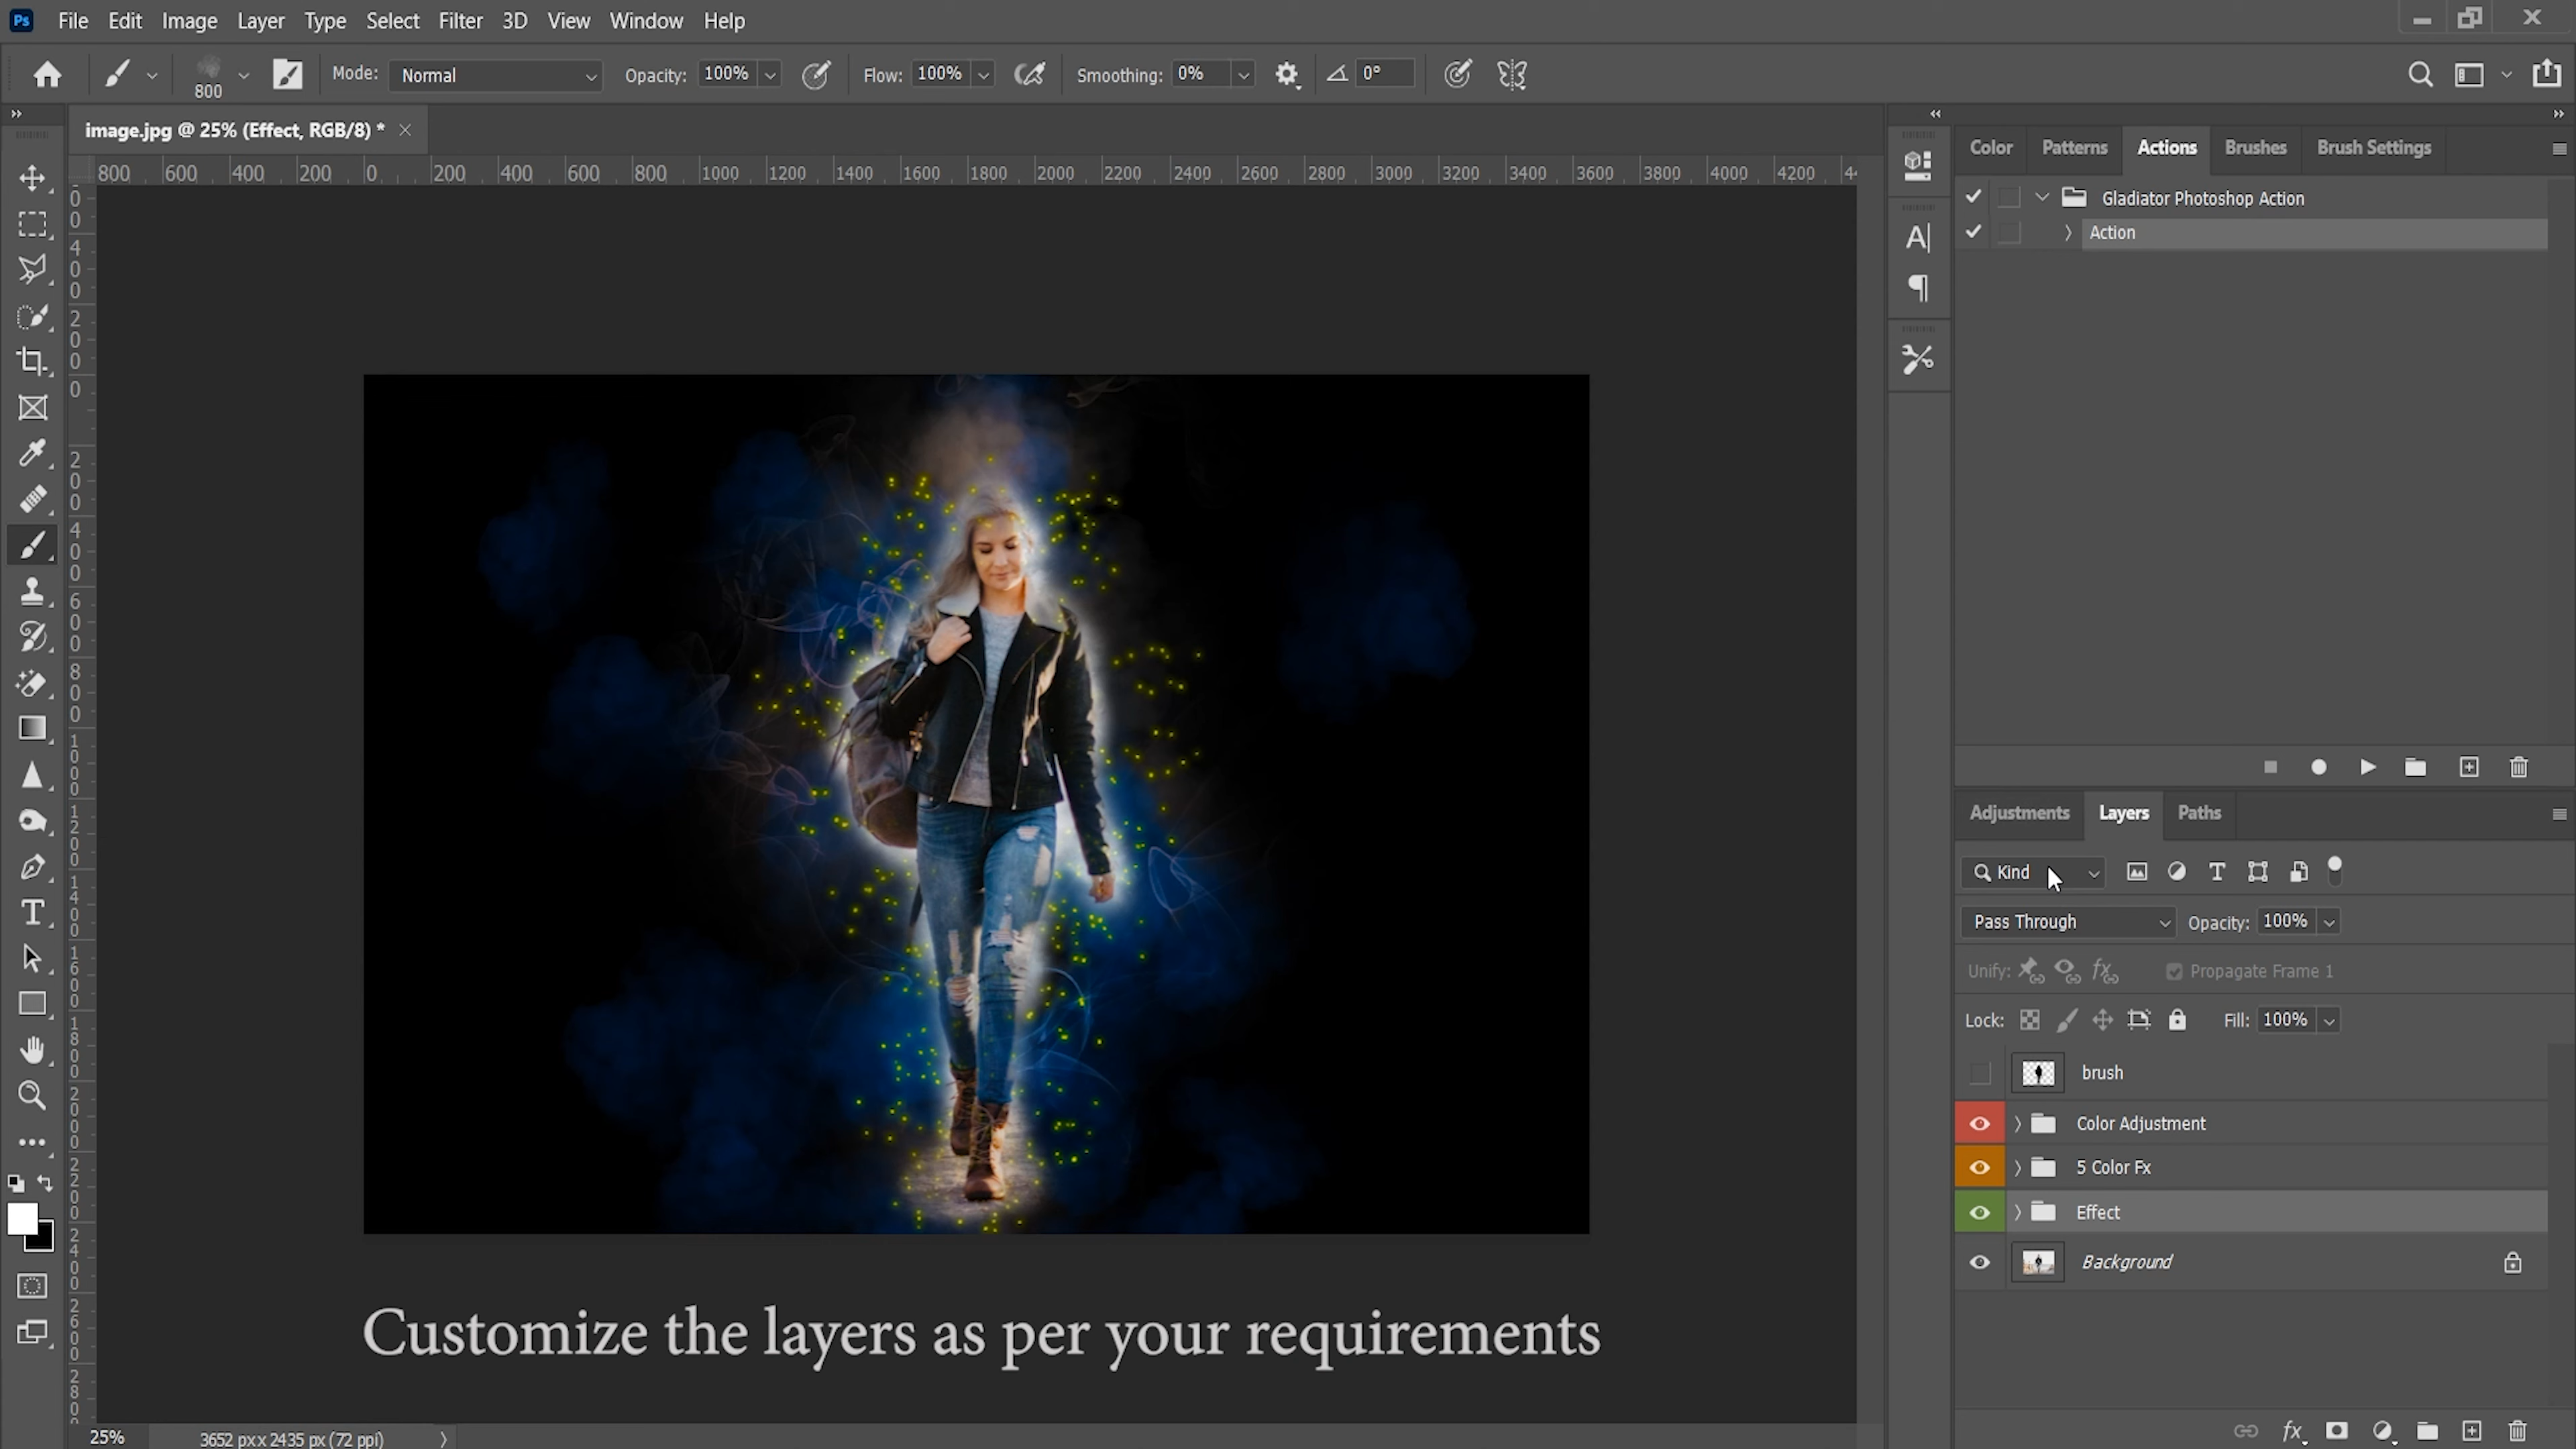 Ps File Edit Image Layer Type Select Filter 3D View Window Help
800 Mode: Normal Opacity: 100% Flow: 100% Smoothing: 0% 0°
image.jpg @ 25% (Effect, RGB/8) *
800 600 400 200 0 200 400 600 800 1000 1200 1400 1600 1800 2000 2200 2400 2600 2800 3000 3200 3400 3600 3800 4000 4200
Color Patterns Actions Brushes Brush Settings
Gladiator Photoshop Action
Action
Adjustments Layers Paths
Kind
Pass Through Opacity: 100%
Unify: Propagate Frame 1
Lock: Fill: 100%
brush
Color Adjustment
5 Color Fx
Effect
Background
Customize the layers as per your requirements
25% 3652 px x 2435 px (72 ppi)